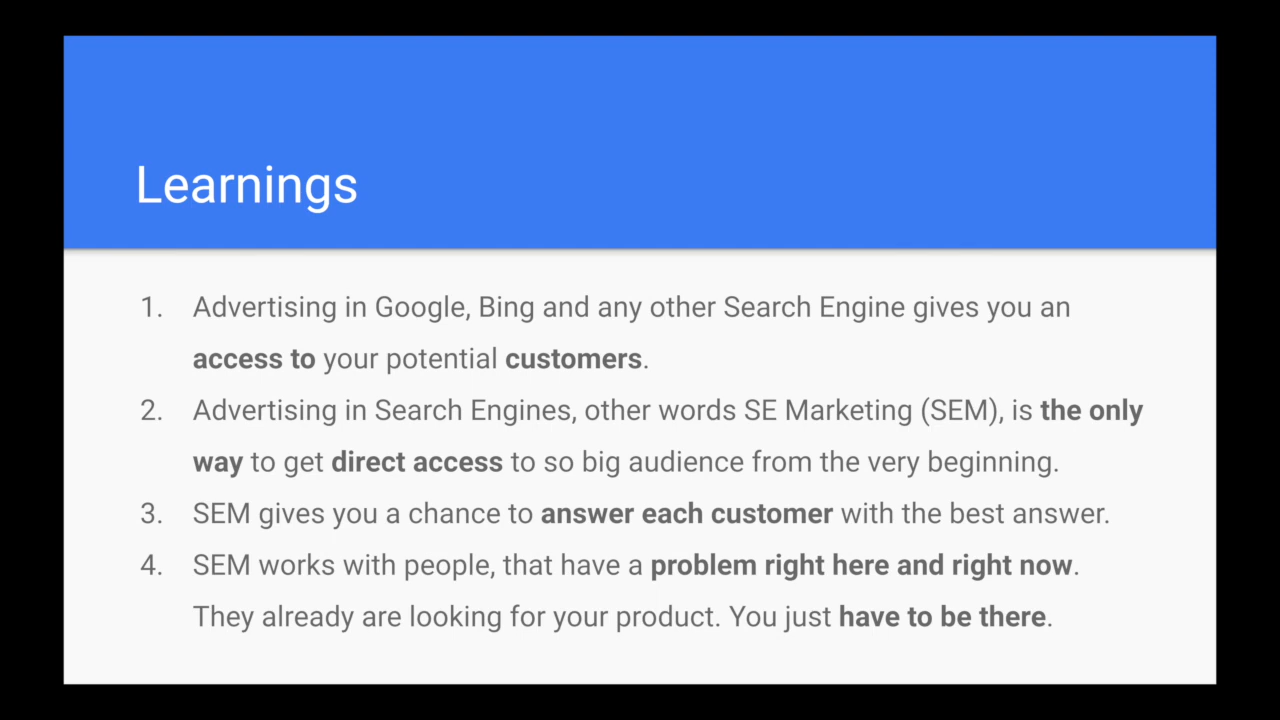 Learnings
1. Advertising in Google, Bing and any other Search Engine gives you an
access to your potential customers.
2. Advertising in Search Engines, other words SE Marketing (SEM), is the only
way to get direct access to so big audience from the very beginning.
3. SEM gives you a chance to answer each customer with the best answer.
4. SEM works with people, that have a problem right here and right now.
They already are looking for your product. You just have to be there.